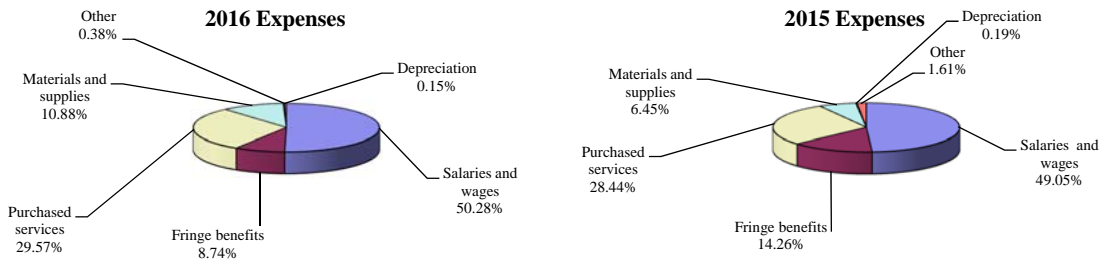 2016 Expenses
Other
0.38%
Depreciation
0.15%
Materials and
supplies
10.88%
Salaries and
wages
50.28%
Purchased
services
29.57%
Fringe benefits
8.74%
2015 Expenses
Depreciation
0.19%
Other
1.61%
Materials and
supplies
6.45%
Salaries and
wages
49.05%
Purchased
services
28.44%
Fringe benefits
14.26%